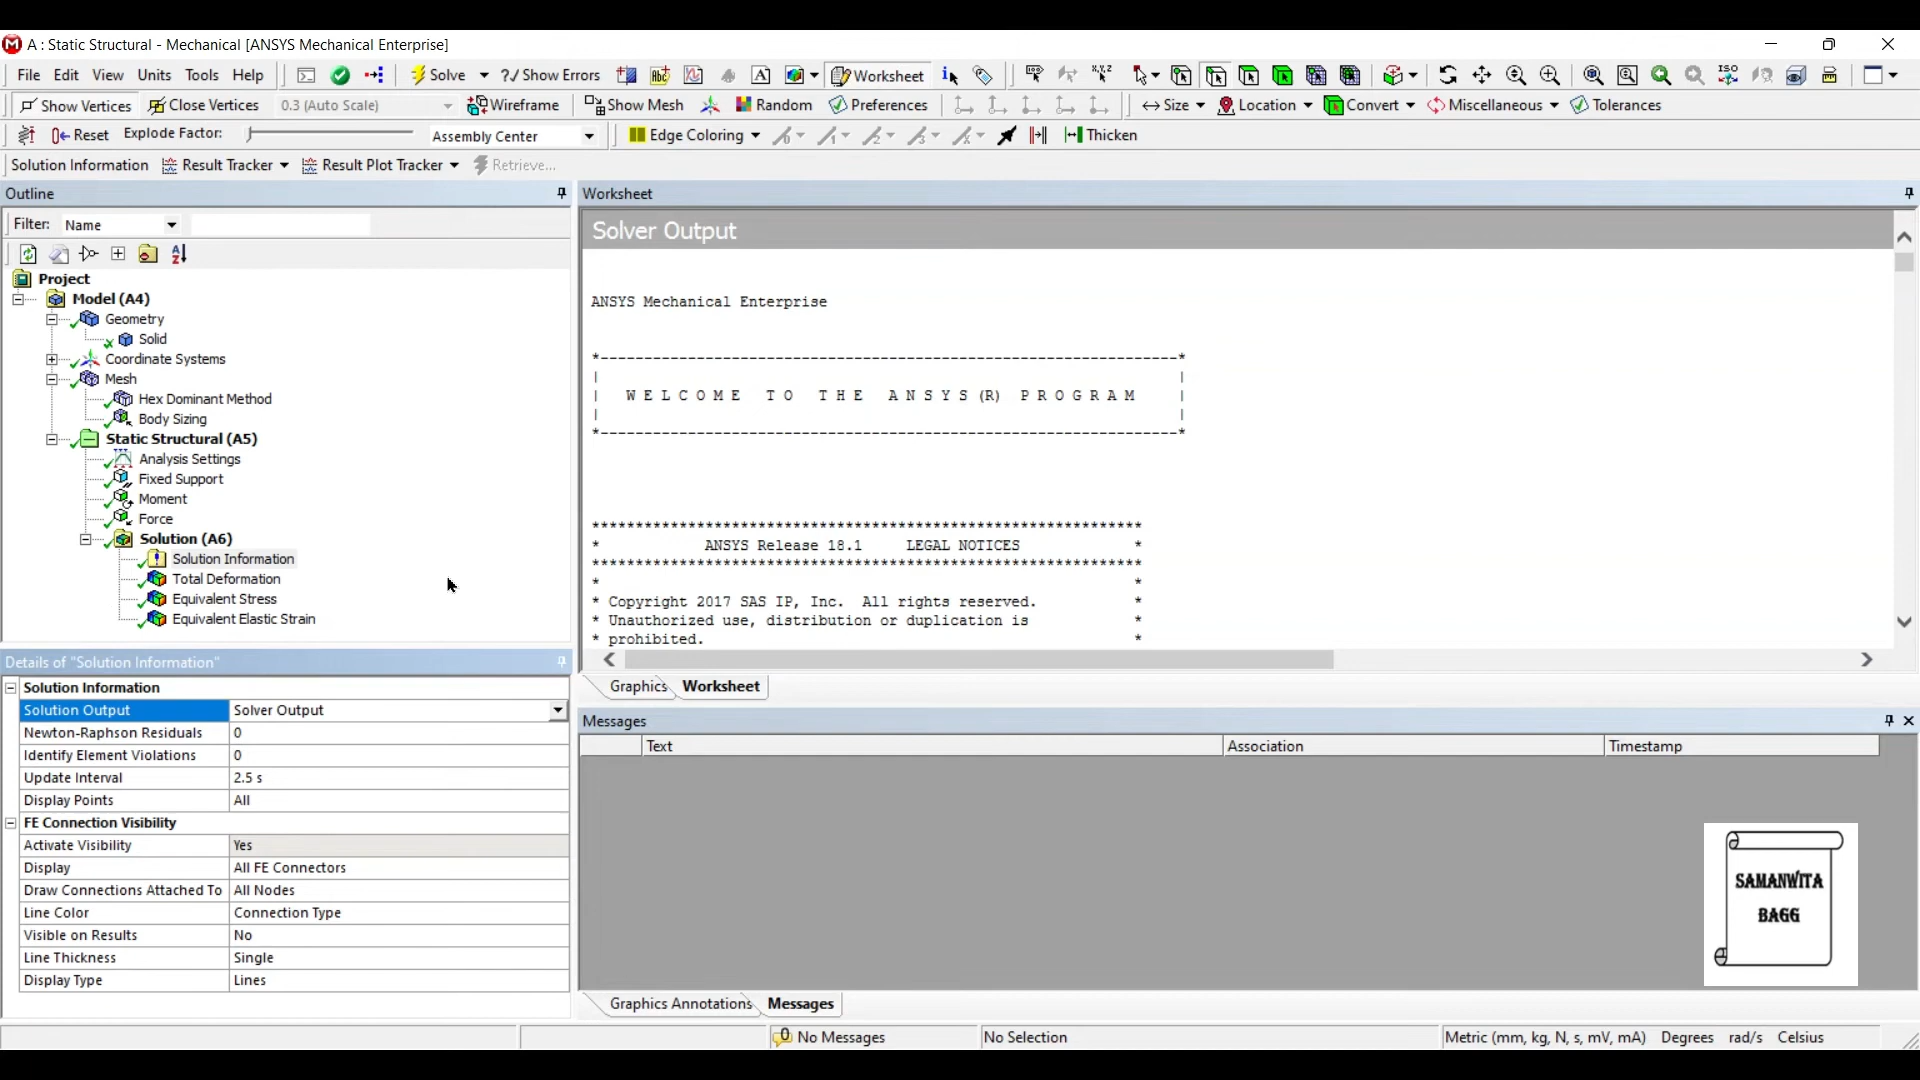 A : Static Structural - Mechanical [ANSYS Mechanical Enterprise]
File Edit View Units Tools Help Solve ?/ Show Errors Worksheet
Show Vertices Close Vertices 0.3 (Auto Scale) Wireframe Show Mesh Random Preferences Size Location Convert Miscellaneous Tolerances
Reset Explode Factor: Assembly Center Edge Coloring Thicken
Solution Information Result Tracker Result Plot Tracker Retrieve...
Outline
Filter: Name
Project
Model (A4)
Geometry
Solid
Coordinate Systems
Mesh
Hex Dominant Method
Body Sizing
Static Structural (A5)
Analysis Settings
Fixed Support
Moment
Force
Solution (A6)
Solution Information
Total Deformation
Equivalent Stress
Equivalent Elastic Strain
Details of "Solution Information"
Solution Information
Solution Output Solver Output
Newton-Raphson Residuals 0
Identify Element Violations 0
Update Interval 2.5 s
Display Points All
FE Connection Visibility
Activate Visibility Yes
Display All FE Connectors
Draw Connections Attached To All Nodes
Line Color Connection Type
Visible on Results No
Line Thickness Single
Display Type Lines
Worksheet
Solver Output
ANSYS Mechanical Enterprise
*------------------------------------------------------------------*
| |
| W E L C O M E T O T H E A N S Y S (R) P R O G R A M |
| |
*------------------------------------------------------------------*
***************************************************************
* ANSYS Release 18.1 LEGAL NOTICES *
***************************************************************
* *
* Copyright 2017 SAS IP, Inc. All rights reserved. *
* Unauthorized use, distribution or duplication is *
* prohibited. *
Graphics Worksheet
Messages
Text Association Timestamp
SAMANWITA
BAGG
Graphics Annotations Messages
0 No Messages No Selection Metric (mm, kg, N, s, mV, mA) Degrees rad/s Celsius